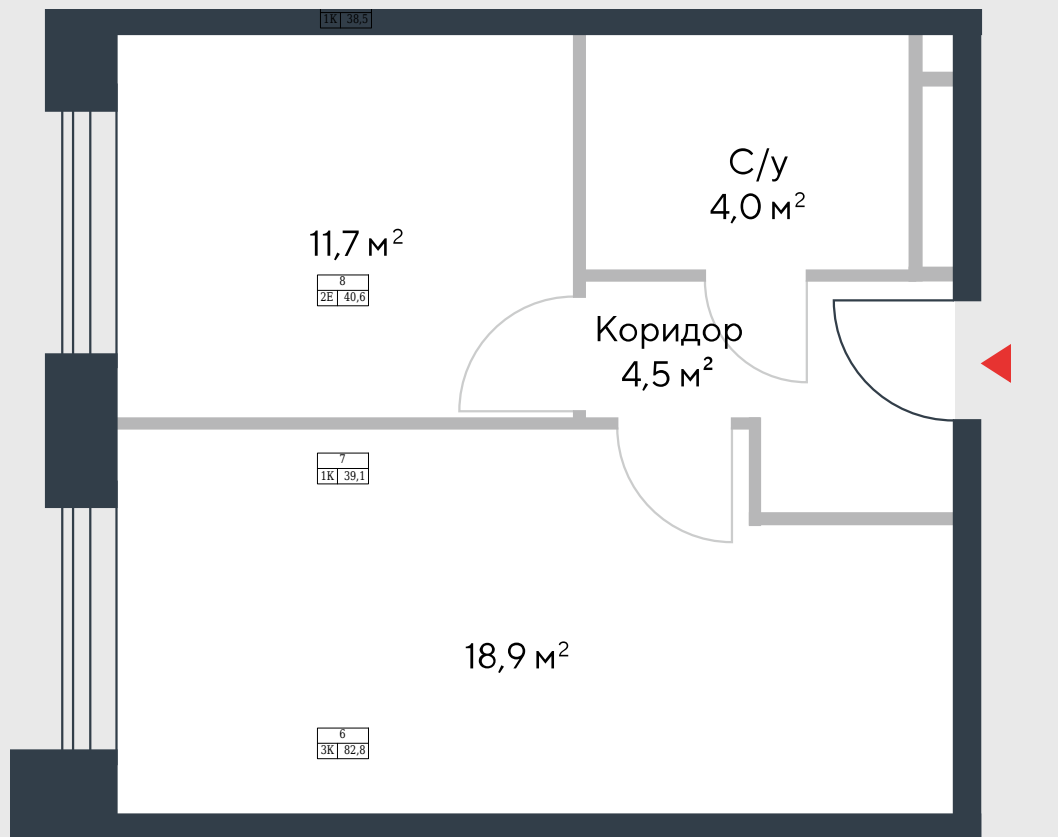 1К 38,5
С/у
4,0 м²
11,7 м²
8
2Е 40,6
Коридор
4,5 м²
7
1К 39,1
18,9 м²
6
3К 82,8